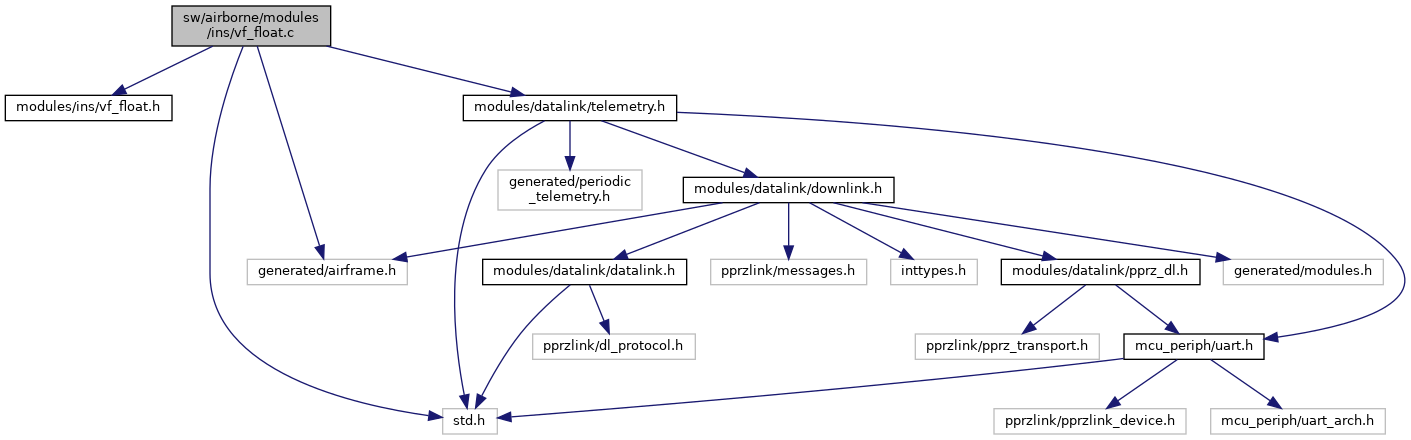 sw/airborne/modules
/ins/vf_float.c
modules/ins/vf_float.h
modules/datalink/telemetry.h
generated/periodic
_telemetry.h
modules/datalink/downlink.h
generated/airframe.h
modules/datalink/datalink.h
pprzlink/messages.h
inttypes.h
modules/datalink/pprz_dl.h
generated/modules.h
pprzlink/dl_protocol.h
pprzlink/pprz_transport.h
mcu_periph/uart.h
std.h
pprzlink/pprzlink_device.h
mcu_periph/uart_arch.h